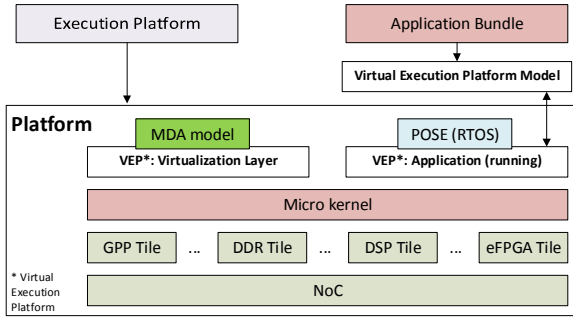 Execution Platform
Application Bundle
Virtual Execution Platform Model
Platform
MDA model
POSE (RTOS)
VEP*: Virtualization Layer
VEP*: Application (running)
Micro kernel
GPP Tile ... DDR Tile ... DSP Tile ... eFPGA Tile
* Virtual
Execution
Platform
NoC